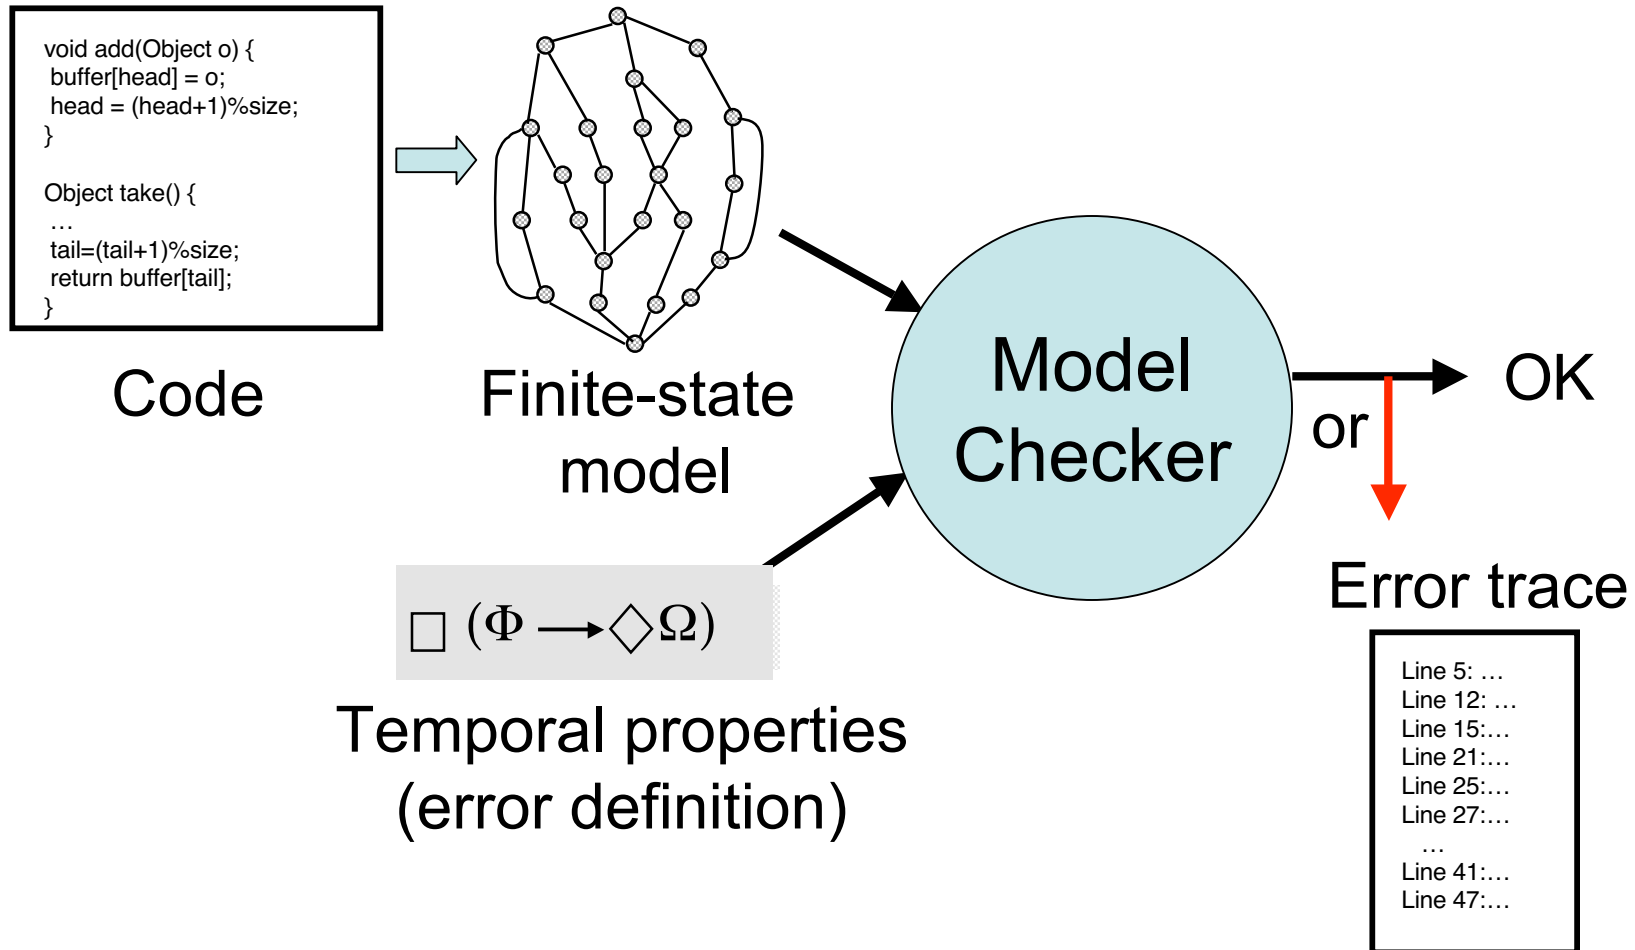 void add(Object o) {
buffer[head] = o;
head = (head+1)%size;
}
Object take() {
…
tail=(tail+1)%size;
return buffer[tail];
}
Code
Finite-state
model
□ (Φ ⟶ ◇Ω)
Temporal properties
(error definition)
Model
Checker
OK
or
Error trace
Line 5: …
Line 12: …
Line 15:…
Line 21:…
Line 25:…
Line 27:…
…
Line 41:…
Line 47:…